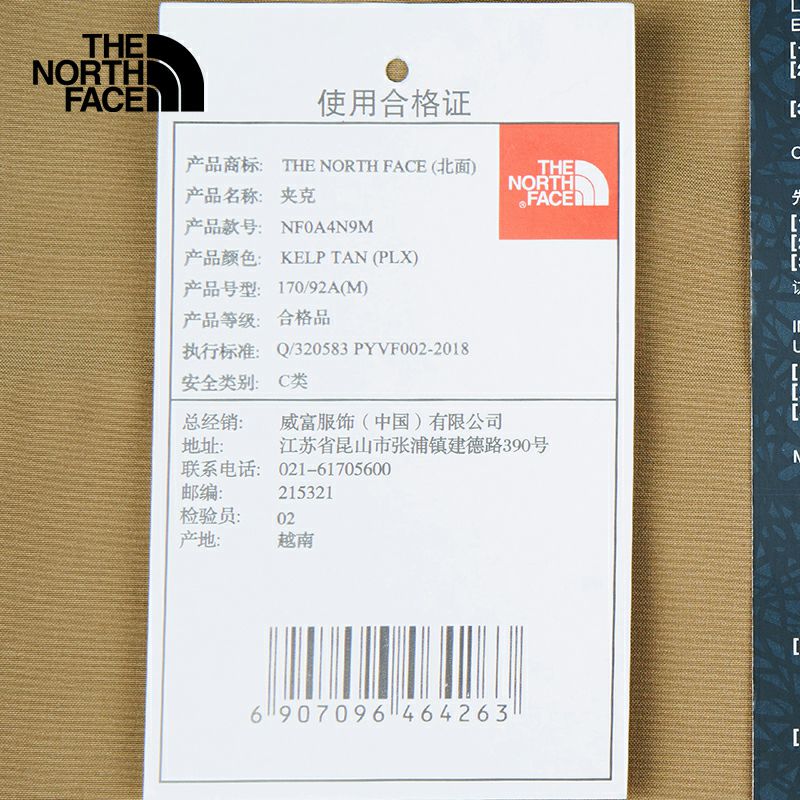 THE
NORTH
FACE
使用合格证
THE
NORTH
FACE
®
产品商标: THE NORTH FACE (北面)
产品名称: 夹克
产品款号: NF0A4N9M
产品颜色: KELP TAN (PLX)
产品号型: 170/92A(M)
产品等级: 合格品
执行标准: Q/320583 PYVF002-2018
安全类别: C类
总经销: 威富服饰（中国）有限公司
地址: 江苏省昆山市张浦镇建德路390号
联系电话: 021-61705600
邮编: 215321
检验员: 02
产地: 越南
6 907096 464263